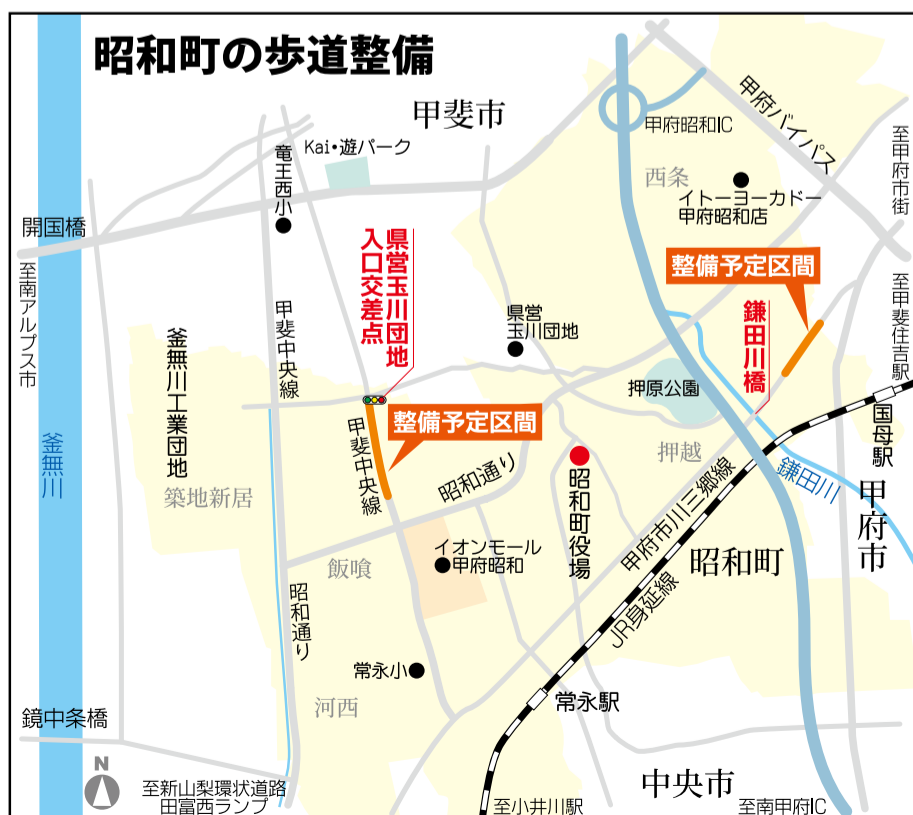 昭和町の歩道整備
甲斐市
Kai・遊パーク
竜王西小
開国橋
至南アルプス市
甲府昭和IC
甲府バイパス
至甲府市街
西条
イトーヨーカドー
甲府昭和店
整備予定区間
県営玉川団地
入口交差点
県営
玉川団地
鎌田川橋
至甲斐住吉駅
釜無川工業団地
甲斐中央線
押原公園
国母駅
甲斐中央線
整備予定区間
釜無川
築地新居
昭和通り
押越
鎌田川
甲府市
昭和町役場
甲府市川三郷線
昭和町
イオンモール
甲府昭和
飯喰
JR身延線
昭和通り
常永小
河西
常永駅
鏡中条橋
N
至新山梨環状道路
田富西ランプ
中央市
至小井川駅
至南甲府IC